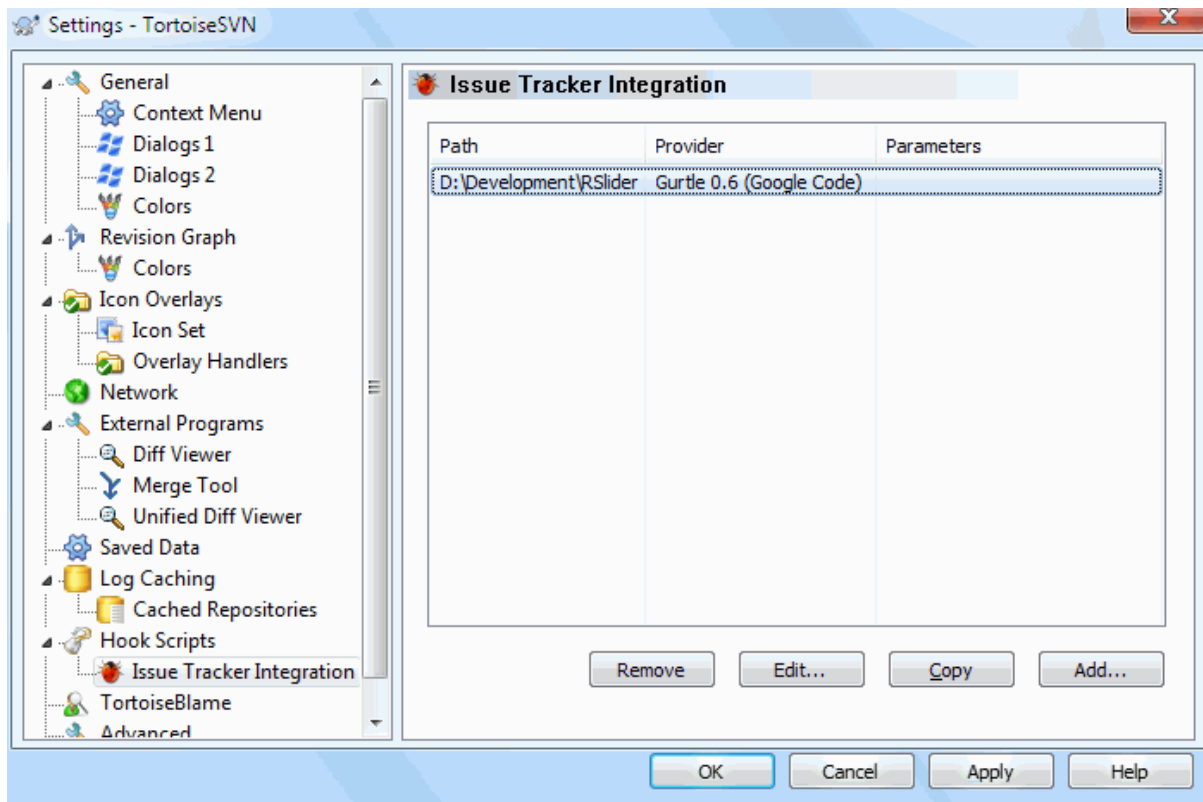 Settings - TortoiseSVN
General
Context Menu
Dialogs 1
Dialogs 2
Colors
Revision Graph
Colors
Icon Overlays
Icon Set
Overlay Handlers
Network
External Programs
Diff Viewer
Merge Tool
Unified Diff Viewer
Saved Data
Log Caching
Cached Repositories
Hook Scripts
Issue Tracker Integration
TortoiseBlame
Advanced
Issue Tracker Integration
Path Provider Parameters
D:\Development\RSlider Gurtle 0.6 (Google Code)
Remove Edit... Copy Add...
OK Cancel Apply Help